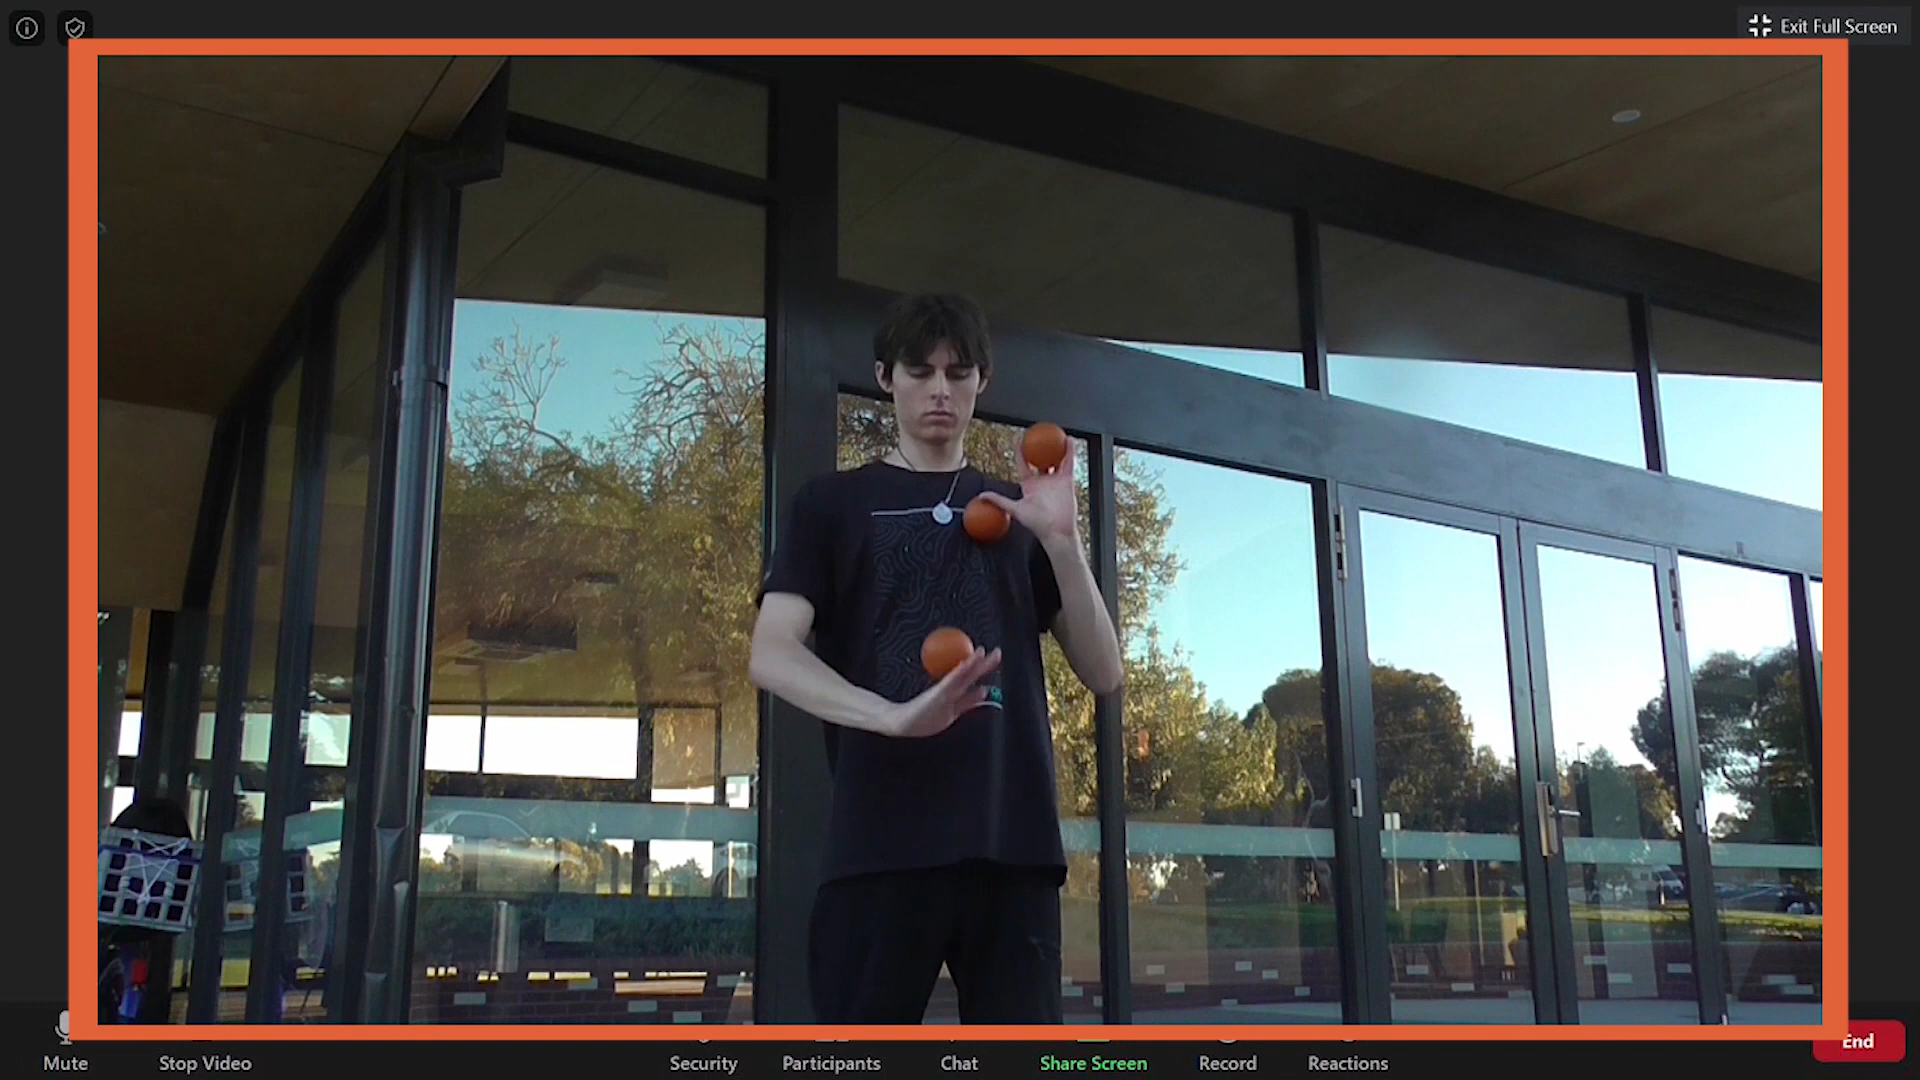 Exit Full Screen
Mute
Stop Video
Security
Participants
Chat
Share Screen
Record
Reactions
End